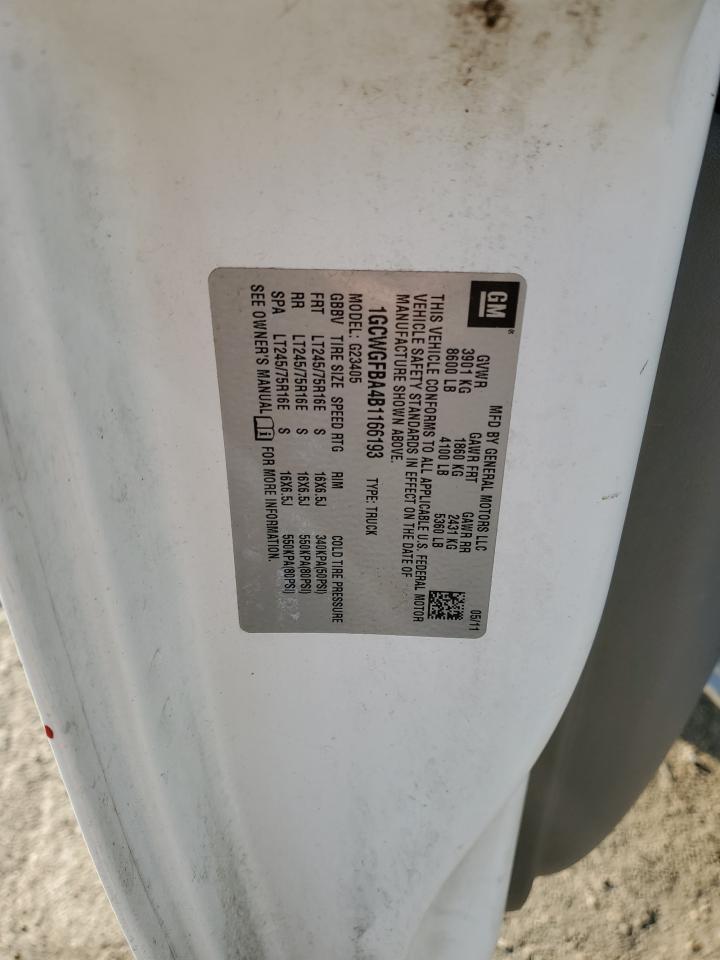 GM
MFD BY GENERAL MOTORS LLC 05/11
GVWR GAWR FRT GAWR RR
3901 KG 1860 KG 2431 KG
8600 LB 4100 LB 5360 LB
THIS VEHICLE CONFORMS TO ALL APPLICABLE U.S. FEDERAL MOTOR
VEHICLE SAFETY STANDARDS IN EFFECT ON THE DATE OF
MANUFACTURE SHOWN ABOVE.
1GCWGFBA4B1166193 TYPE: TRUCK
MODEL: G23405
GBBV TIRE SIZE SPEED RTG RIM COLD TIRE PRESSURE
FRT LT245/75R16E S 16X6.5J 340KPA(50PSI)
RR LT245/75R16E S 16X6.5J 550KPA(80PSI)
SPA LT245/75R16E S 16X6.5J 550KPA(80PSI)
SEE OWNER'S MANUAL FOR MORE INFORMATION.